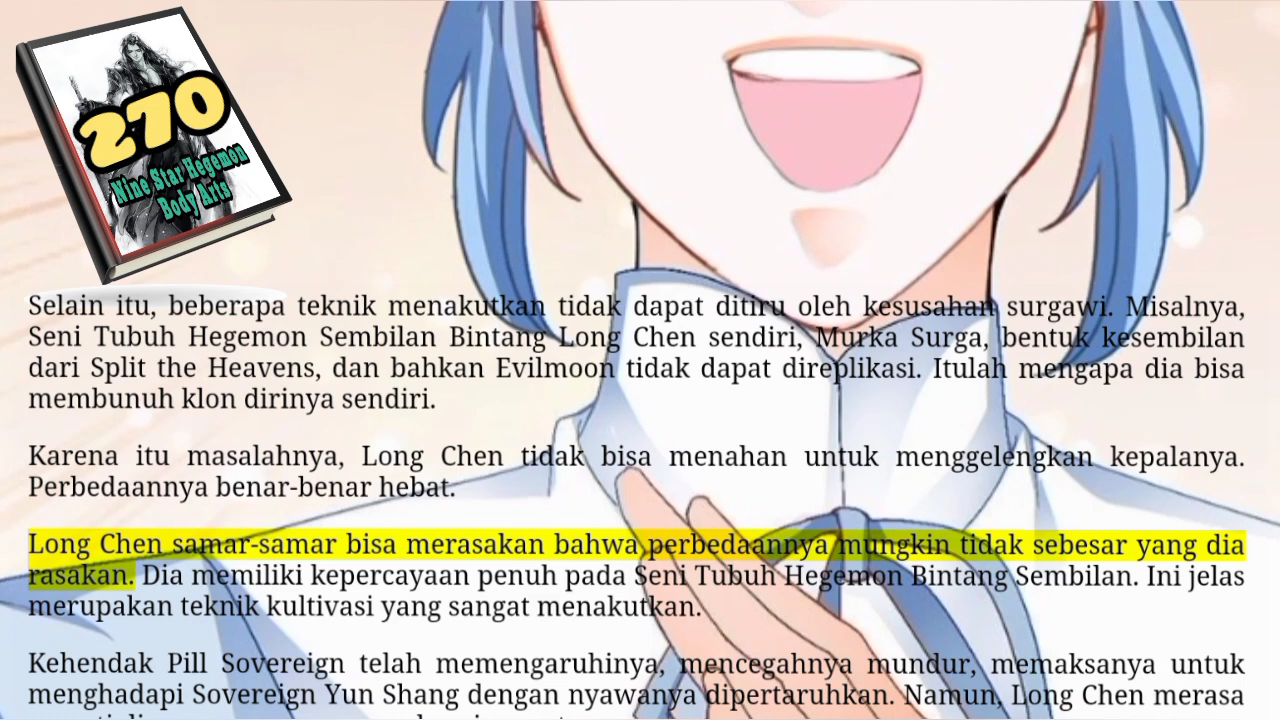 270
Nine Star Hegemon
Body Arts
Selain itu, beberapa teknik menakutkan tidak dapat ditiru oleh kesusahan surgawi. Misalnya,
Seni Tubuh Hegemon Sembilan Bintang Long Chen sendiri, Murka Surga, bentuk kesembilan
dari Split the Heavens, dan bahkan Evilmoon tidak dapat direplikasi. Itulah mengapa dia bisa
membunuh klon dirinya sendiri.
Karena itu masalahnya, Long Chen tidak bisa menahan untuk menggelengkan kepalanya.
Perbedaannya benar-benar hebat.
Long Chen samar-samar bisa merasakan bahwa perbedaannya mungkin tidak sebesar yang dia
rasakan. Dia memiliki kepercayaan penuh pada Seni Tubuh Hegemon Bintang Sembilan. Ini jelas
merupakan teknik kultivasi yang sangat menakutkan.
Kehendak Pill Sovereign telah memengaruhinya, mencegahnya mundur, memaksanya untuk
menghadapi Sovereign Yun Shang dengan nyawanya dipertaruhkan. Namun, Long Chen merasa